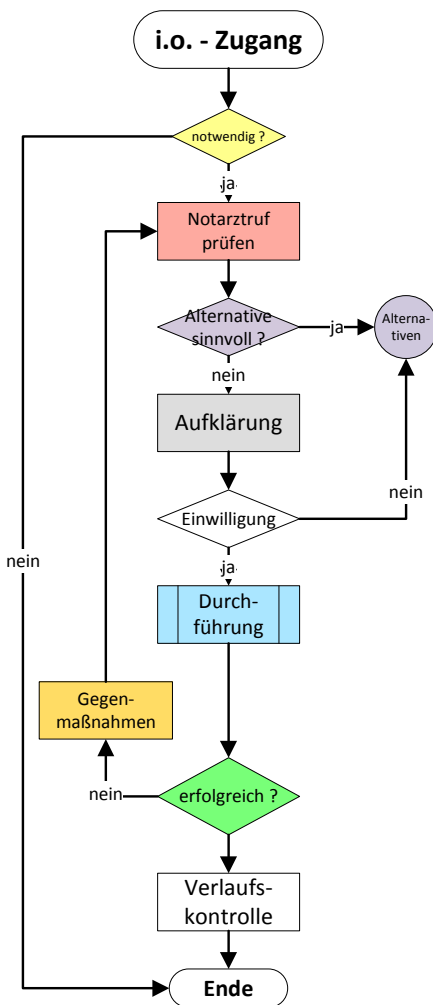 i.o. - Zugang
notwendig ?
ja
Notarztruf
prüfen
Alternative
sinnvoll ?
ja
Alterna-
tiven
nein
Aufklärung
Einwilligung
nein
nein
ja
Durch-
führung
Gegen-
maßnahmen
erfolgreich ?
nein
Verlaufs-
kontrolle
Ende